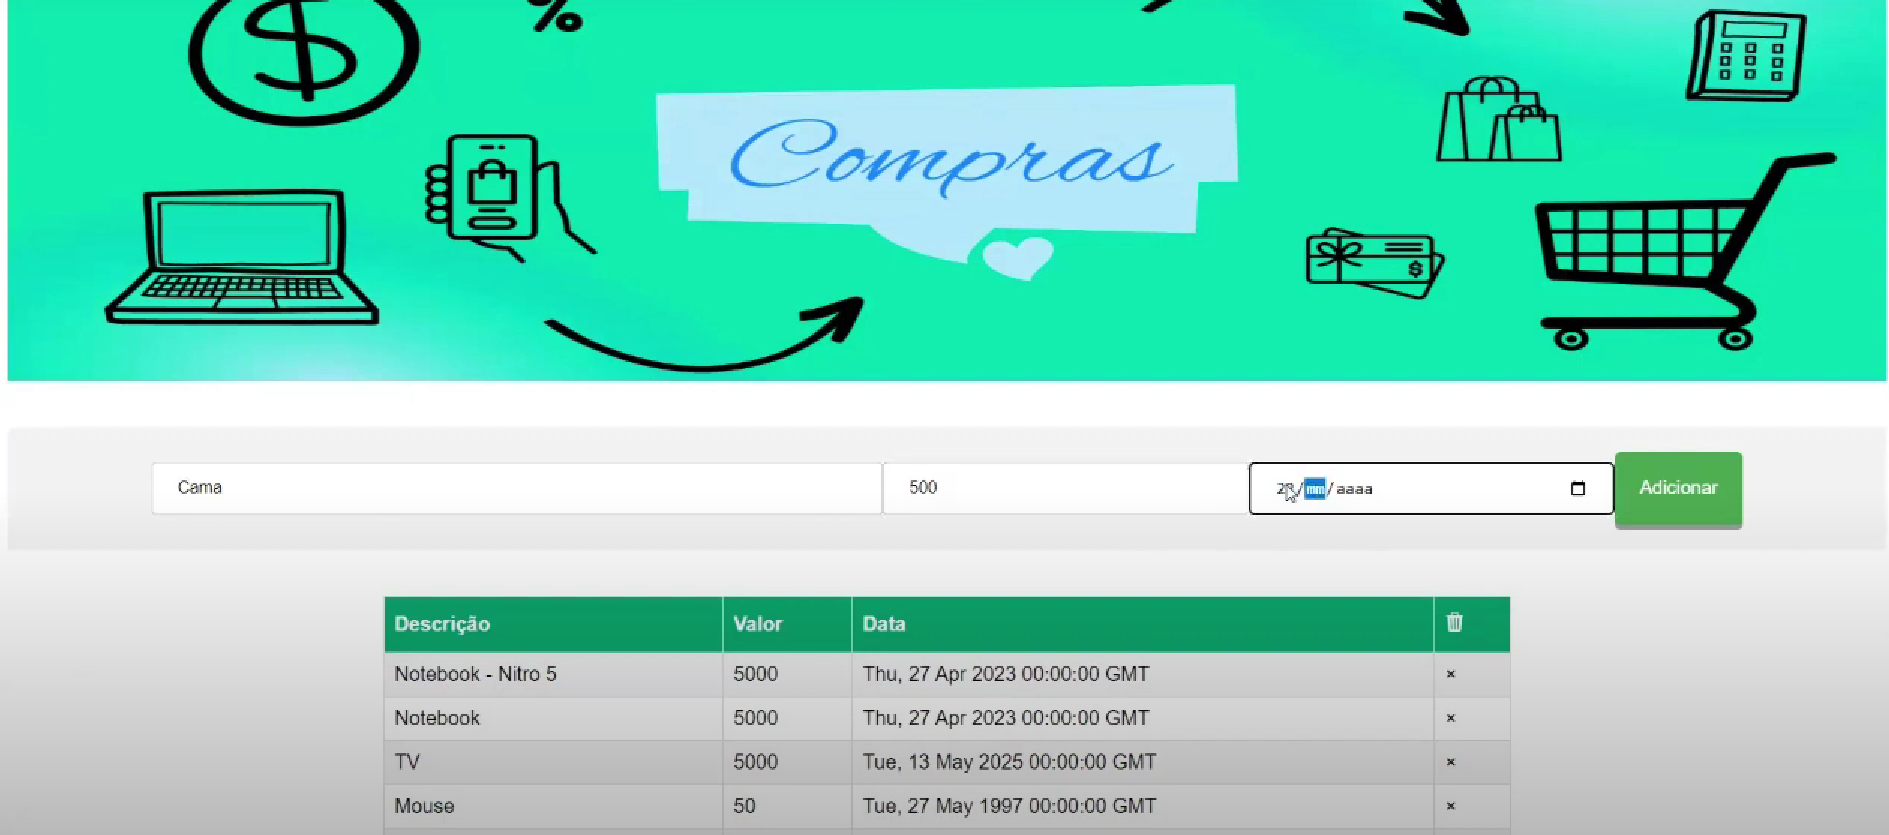 $
%
Compras
$
Cama
500
/mm/aaaa
Adicionar
Descrição Valor Data
Notebook - Nitro 5 5000 Thu, 27 Apr 2023 00:00:00 GMT ×
Notebook 5000 Thu, 27 Apr 2023 00:00:00 GMT ×
TV 5000 Tue, 13 May 2025 00:00:00 GMT ×
Mouse 50 Tue, 27 May 1997 00:00:00 GMT ×